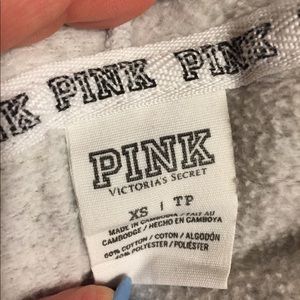 PINK PINK PINK
PINK
VICTORIA'S SECRET
XS | TP
MADE IN CAMBODIA / FAIT AU
CAMBODGE / HECHO EN CAMBOYA
60% COTTON / COTON / ALGODÓN
40% POLYESTER / POLIÉSTER